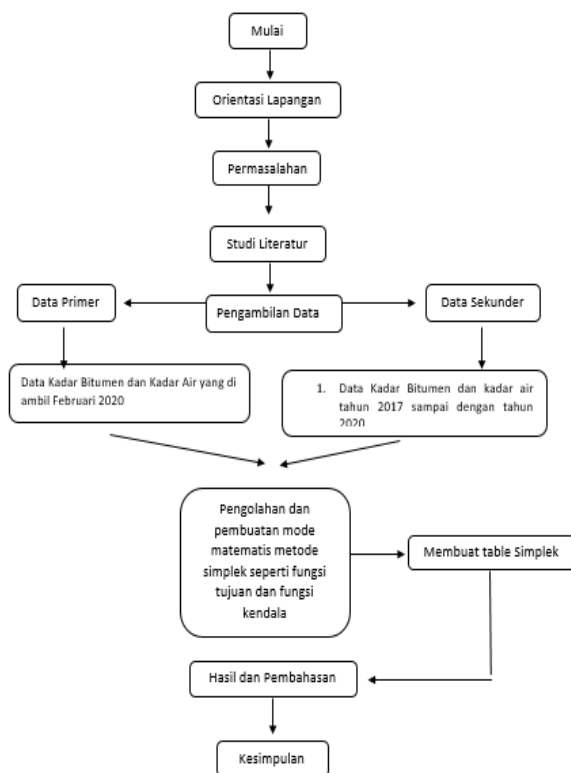 Mulai
Orientasi Lapangan
Permasalahan
Studi Literatur
Data Primer
Pengambilan Data
Data Sekunder
Data Kadar Bitumen dan Kadar Air yang di
ambil Februari 2020
1. Data Kadar Bitumen dan kadar air
tahun 2017 sampai dengan tahun
2020
Pengolahan dan
pembuatan mode
matematis metode
simplek seperti fungsi
tujuan dan fungsi
kendala
Membuat table Simplek
Hasil dan Pembahasan
Kesimpulan